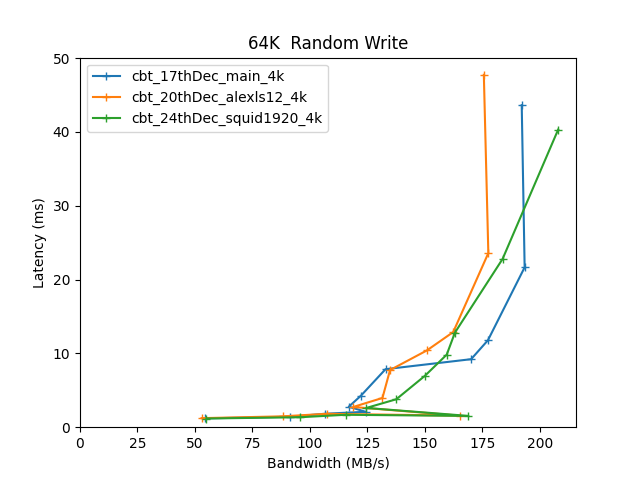 64K  Random Write
cbt_17thDec_main_4k
cbt_20thDec_alexls12_4k
cbt_24thDec_squid1920_4k
50
40
30
20
10
0
Latency (ms)
0 25 50 75 100 125 150 175 200
Bandwidth (MB/s)